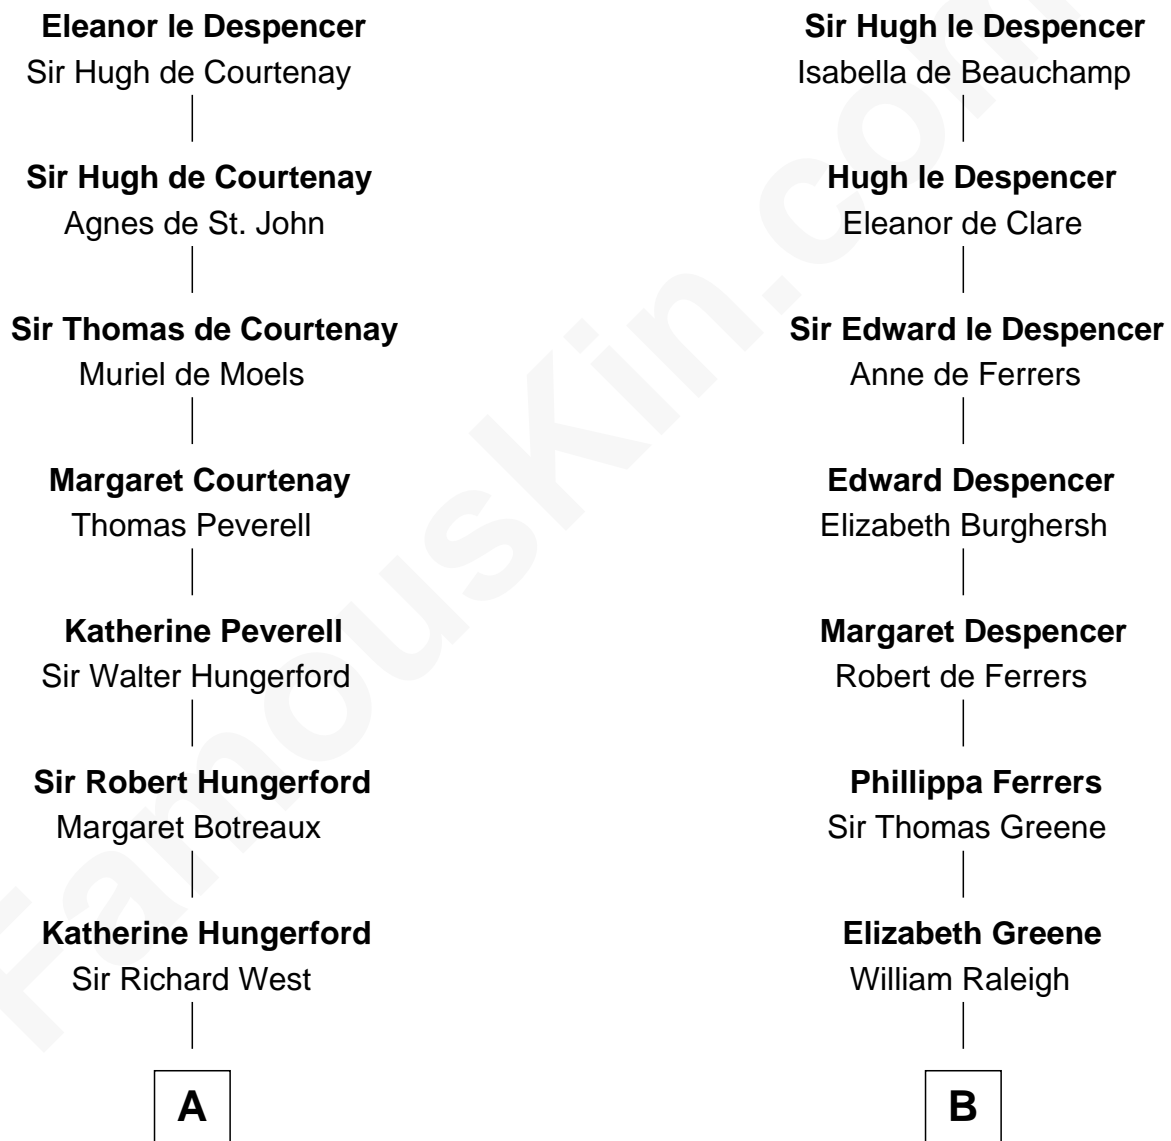 Eleanor le Despencer
Sir Hugh de Courtenay
Sir Hugh de Courtenay
Agnes de St. John
Sir Thomas de Courtenay
Muriel de Moels
Margaret Courtenay
Thomas Peverell
Katherine Peverell
Sir Walter Hungerford
Sir Robert Hungerford
Margaret Botreaux
Katherine Hungerford
Sir Richard West
A
Sir Hugh le Despencer
Isabella de Beauchamp
Hugh le Despencer
Eleanor de Clare
Sir Edward le Despencer
Anne de Ferrers
Edward Despencer
Elizabeth Burghersh
Margaret Despencer
Robert de Ferrers
Phillippa Ferrers
Sir Thomas Greene
Elizabeth Greene
William Raleigh
B
FamousKin.com